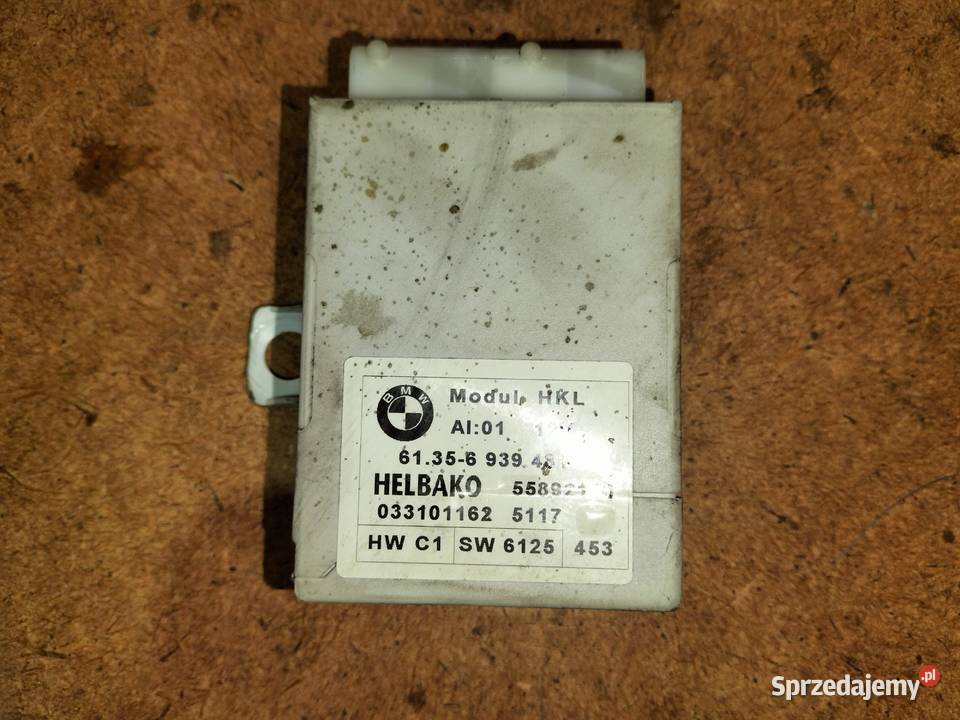 BMW
Modul HKL
AI:01
61.35-6 939
HELBAKO
033101162 5117
HW C1 SW 6125 453
Sprzedajemy.pl